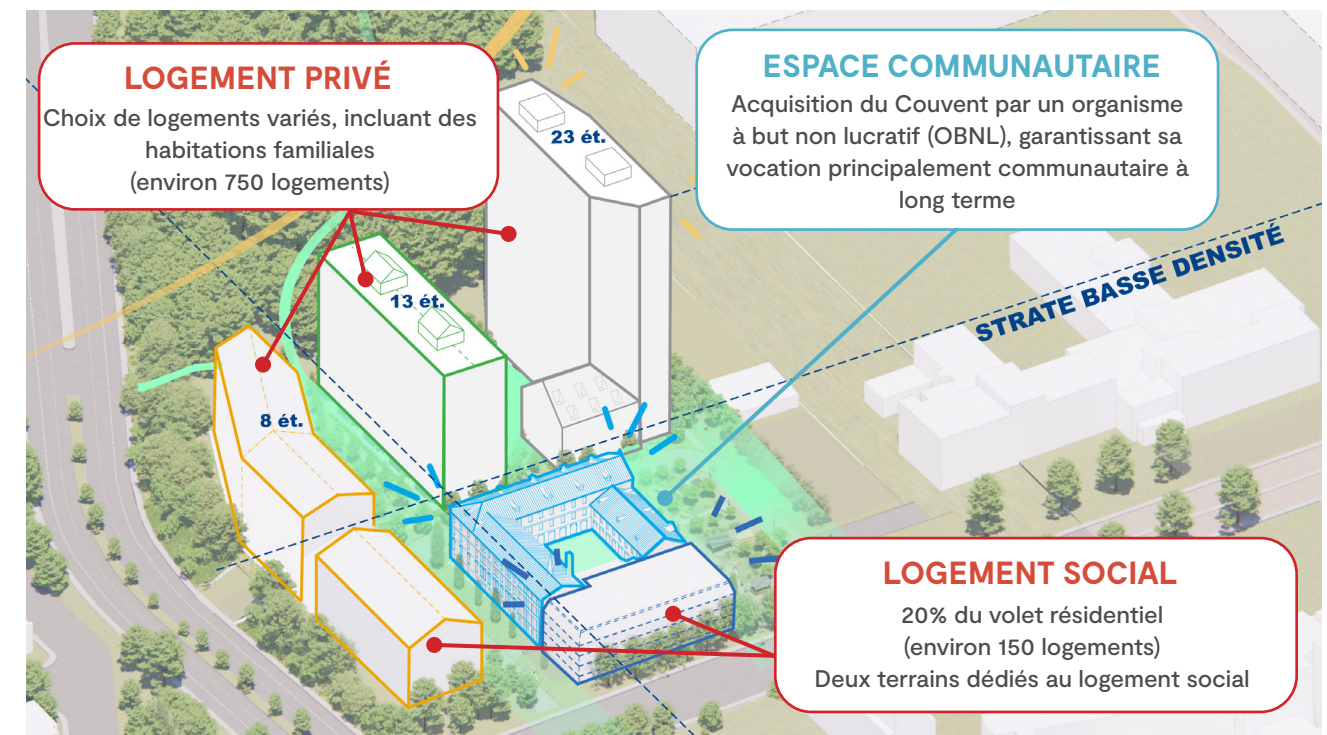 LOGEMENT PRIVÉ
Choix de logements variés, incluant des
habitations familiales
(environ 750 logements)
ESPACE COMMUNAUTAIRE
Acquisition du Couvent par un organisme
à but non lucratif (OBNL), garantissant sa
vocation principalement communautaire à
long terme
23 ét.
13 ét.
8 ét.
STRATE BASSE DENSITÉ
LOGEMENT SOCIAL
20% du volet résidentiel
(environ 150 logements)
Deux terrains dédiés au logement social